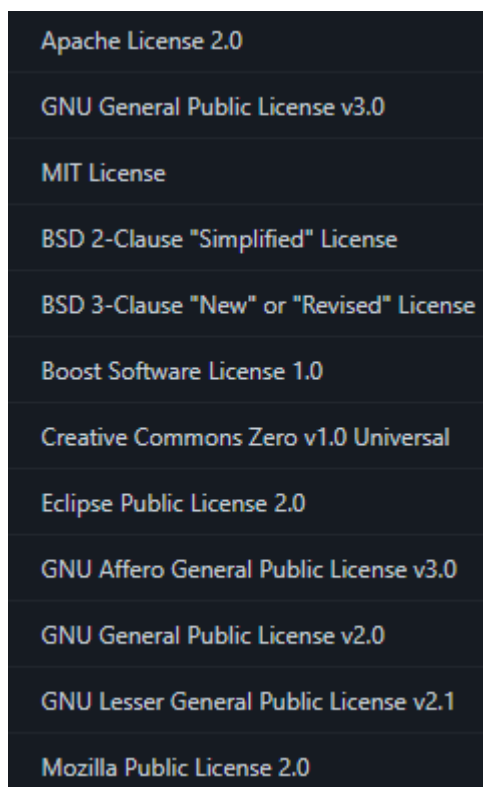 Apache License 2.0
GNU General Public License v3.0
MIT License
BSD 2-Clause "Simplified" License
BSD 3-Clause "New" or "Revised" License
Boost Software License 1.0
Creative Commons Zero v1.0 Universal
Eclipse Public License 2.0
GNU Affero General Public License v3.0
GNU General Public License v2.0
GNU Lesser General Public License v2.1
Mozilla Public License 2.0